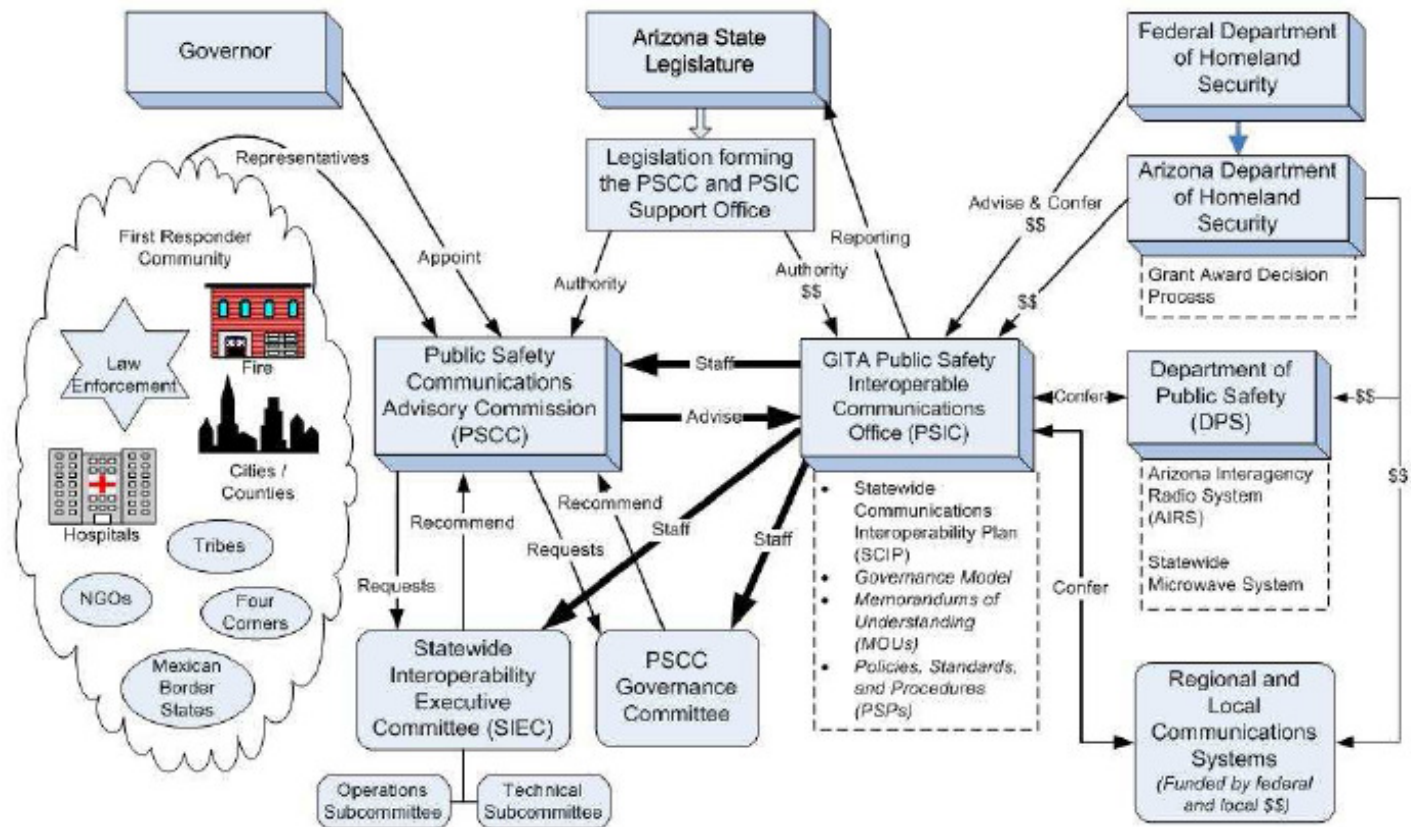 Governor
Arizona State
Legislature
Federal Department
of Homeland
Security
Representatives
Legislation forming
the PSCC and PSIC
Support Office
Advise & Confer
$$
Arizona Department
of Homeland
Security
First Responder
Community
Appoint
Authority
Authority
$$
Reporting
$$
Grant Award Decision
Process
Law
Enforcement
Fire
Cities /
Counties
Hospitals
Tribes
NGOs
Four
Corners
Mexican
Border
States
Public Safety
Communications
Advisory Commission
(PSCC)
Staff
Advise
GITA Public Safety
Interoperable
Communications
Office (PSIC)
Confer
Department of
Public Safety
(DPS)
$$
$$
Arizona Interagency
Radio System
(AIRS)
Statewide
Microwave System
• Statewide
Communications
Interoperability Plan
(SCIP)
• Governance Model
• Memorandums of
Understanding
(MOUs)
• Policies, Standards,
and Procedures
(PSPs)
Requests
Recommend
Requests
Recommend
Staff
Staff
Confer
Statewide
Interoperability
Executive
Committee (SIEC)
PSCC
Governance
Committee
Operations
Subcommittee
Technical
Subcommittee
Regional and
Local
Communications
Systems
(Funded by federal
and local $$)